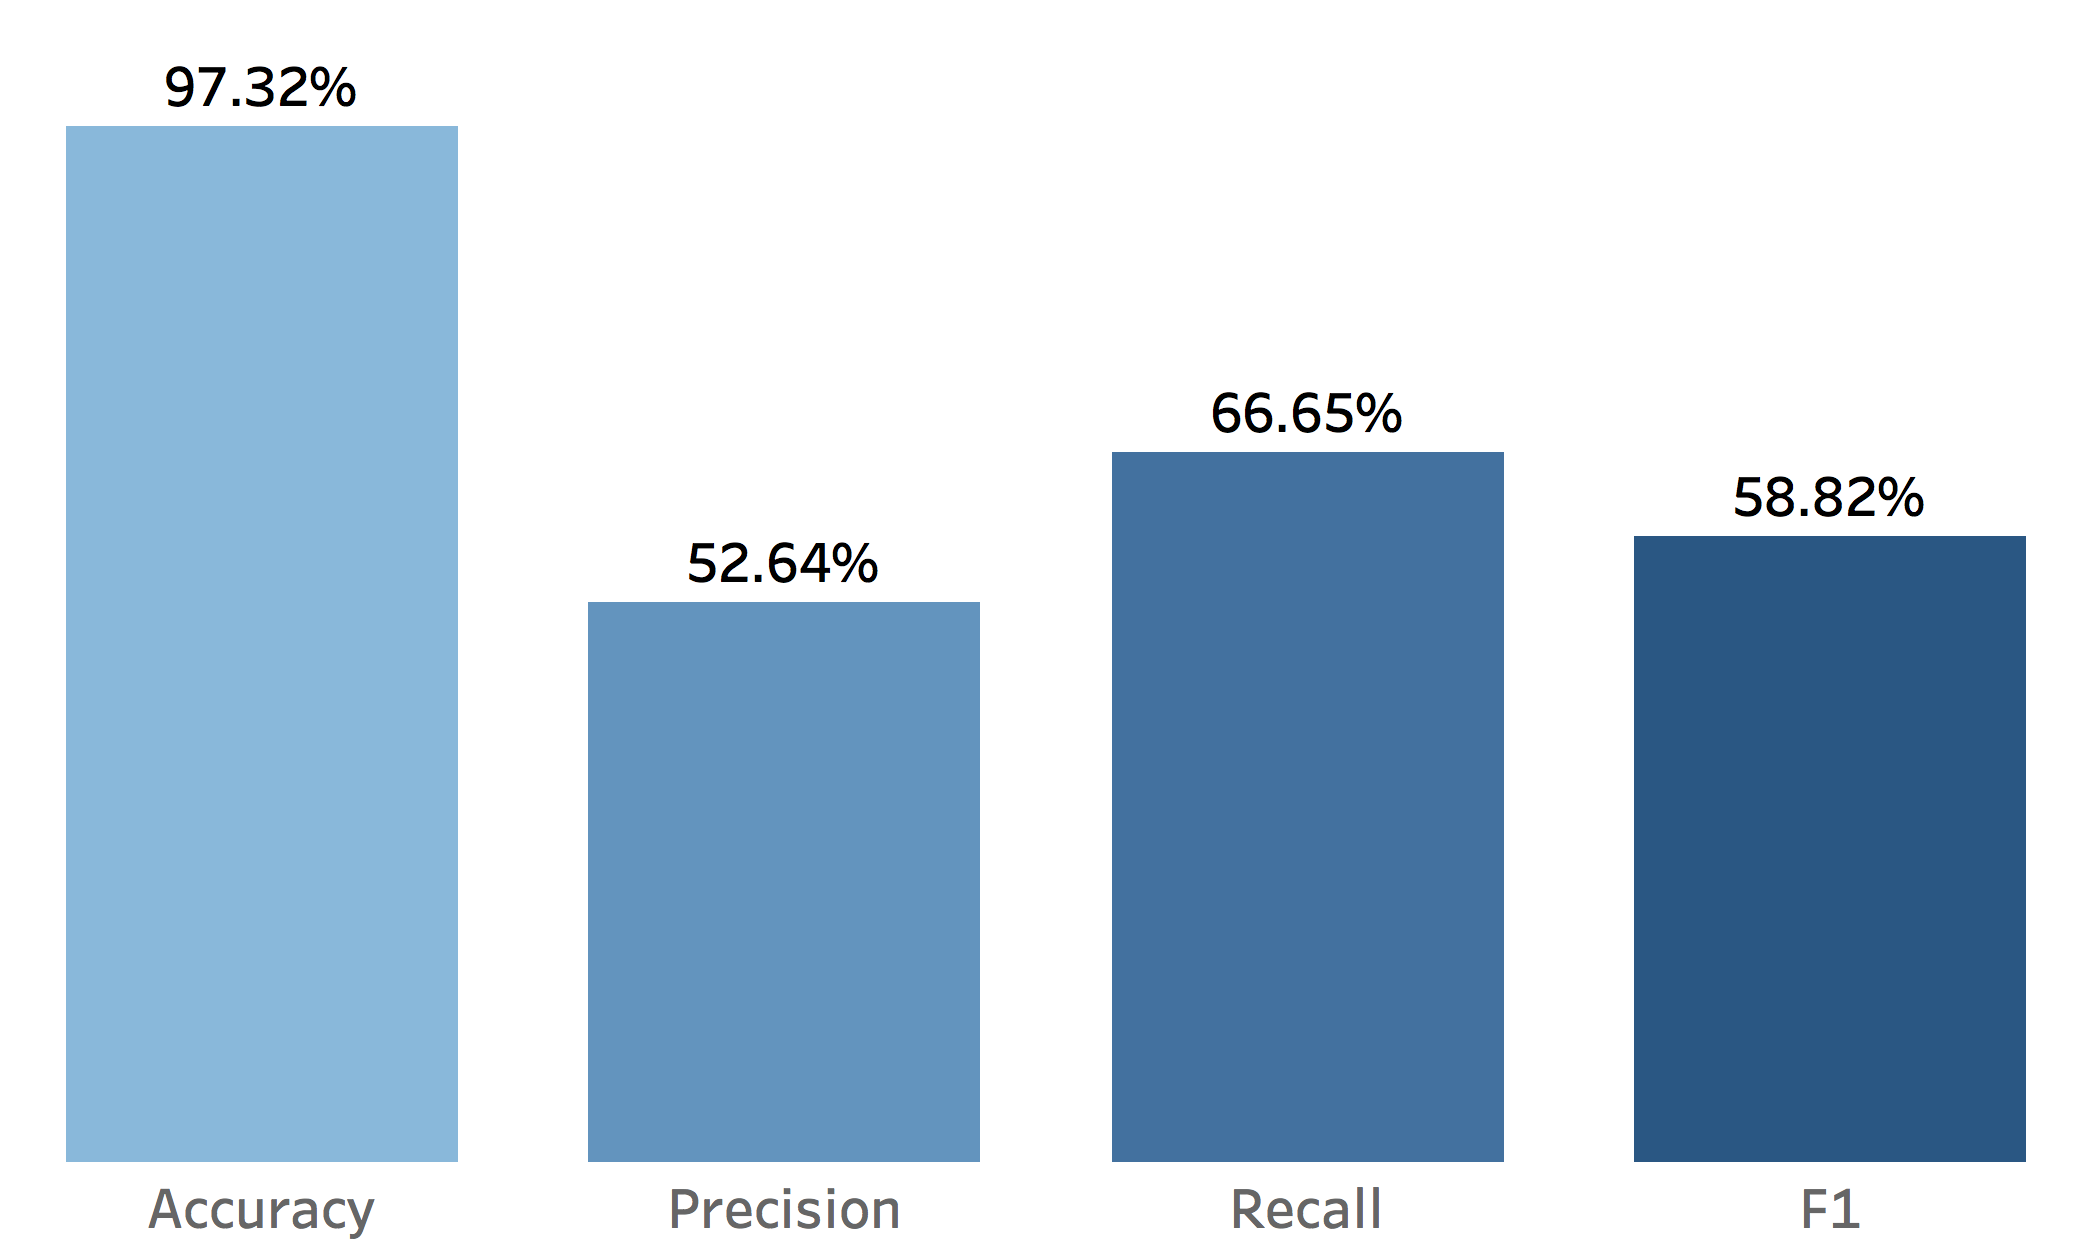 97.32%
52.64%
66.65%
58.82%
Accuracy
Precision
Recall
F1